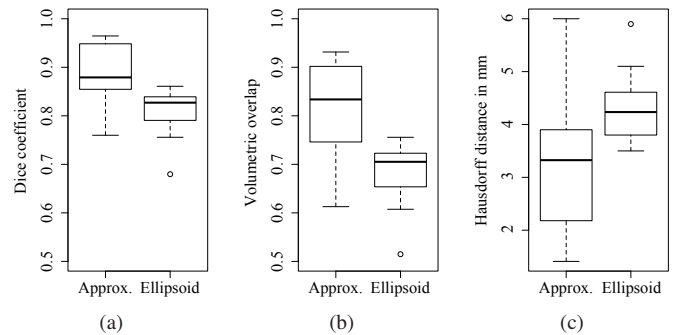 Dice coefficient
1.0
0.9
0.8
0.7
0.6
0.5
Approx. Ellipsoid
(a)
Volumetric overlap
1.0
0.9
0.8
0.7
0.6
0.5
Approx. Ellipsoid
(b)
Hausdorff distance in mm
6
5
4
3
2
Approx. Ellipsoid
(c)